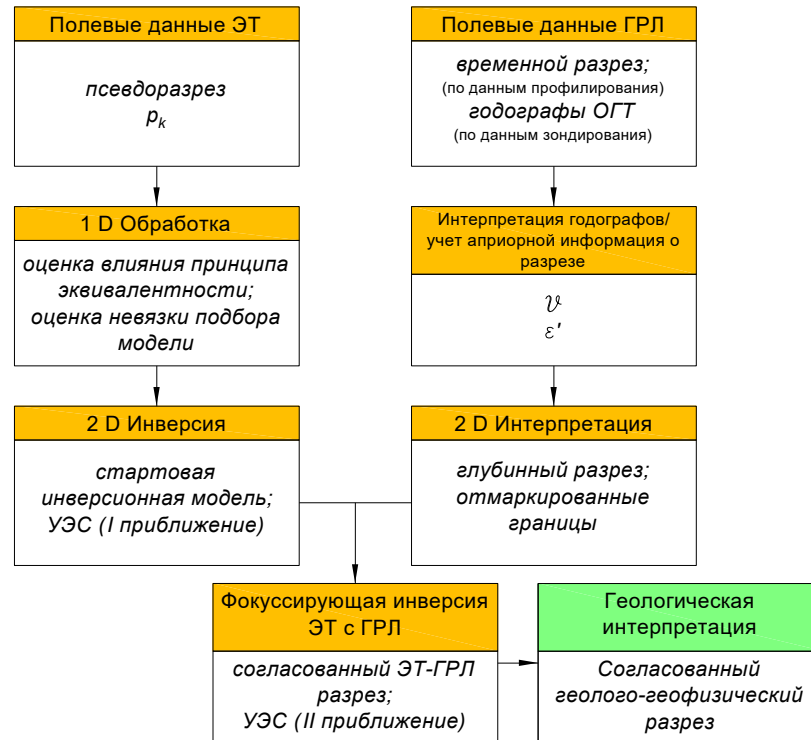 Полевые данные ЭТ
псевдоразрез
p_k
1 D Обработка
оценка влияния принципа
эквивалентности;
оценка невязки подбора
модели
2 D Инверсия
стартовая
инверсионная модель;
УЭС (I приближение)
Полевые данные ГРЛ
временной разрез;
(по данным профилирования)
годографы ОГТ
(по данным зондирования)
Интерпретация годографов/
учет априорной информация о
разрезе
𝓋
ε'
2 D Интерпретация
глубинный разрез;
отмаркированные
границы
Фокуссирующая инверсия
ЭТ с ГРЛ
согласованный ЭТ-ГРЛ
разрез;
УЭС (II приближение)
Геологическая
интерпретация
Согласованный
геолого-геофизический
разрез